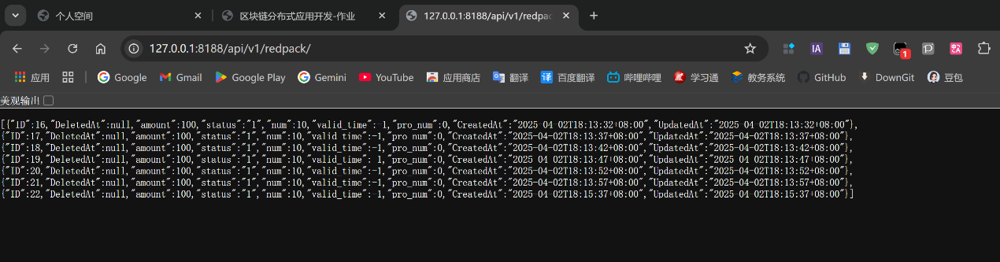 个人空间
区块链分布式应用开发-作业
127.0.0.1:8188/api/v1/redpac
127.0.0.1:8188/api/v1/redpack/
IA
1
应用
Google
Gmail
Google Play
Gemini
YouTube
应用商店
翻译
译
百度翻译
哔哩哔哩
学习通
教务系统
GitHub
DownGit
豆包
美观输出
[{"ID":16,"DeletedAt":null,"amount":100,"status":"1","num":10,"valid_time":-1,"pro_num":0,"CreatedAt":"2025-04-02T18:13:32+08:00","UpdatedAt":"2025-04-02T18:13:32+08:00"},
{"ID":17,"DeletedAt":null,"amount":100,"status":"1","num":10,"valid_time":-1,"pro_num":0,"CreatedAt":"2025-04-02T18:13:37+08:00","UpdatedAt":"2025-04-02T18:13:37+08:00"},
{"ID":18,"DeletedAt":null,"amount":100,"status":"1","num":10,"valid_time":-1,"pro_num":0,"CreatedAt":"2025-04-02T18:13:42+08:00","UpdatedAt":"2025-04-02T18:13:42+08:00"},
{"ID":19,"DeletedAt":null,"amount":100,"status":"1","num":10,"valid_time":-1,"pro_num":0,"CreatedAt":"2025-04-02T18:13:47+08:00","UpdatedAt":"2025-04-02T18:13:47+08:00"},
{"ID":20,"DeletedAt":null,"amount":100,"status":"1","num":10,"valid_time":-1,"pro_num":0,"CreatedAt":"2025-04-02T18:13:52+08:00","UpdatedAt":"2025-04-02T18:13:52+08:00"},
{"ID":21,"DeletedAt":null,"amount":100,"status":"1","num":10,"valid_time":-1,"pro_num":0,"CreatedAt":"2025-04-02T18:13:57+08:00","UpdatedAt":"2025-04-02T18:13:57+08:00"},
{"ID":22,"DeletedAt":null,"amount":100,"status":"1","num":10,"valid_time":-1,"pro_num":0,"CreatedAt":"2025-04-02T18:15:37+08:00","UpdatedAt":"2025-04-02T18:15:37+08:00"}]